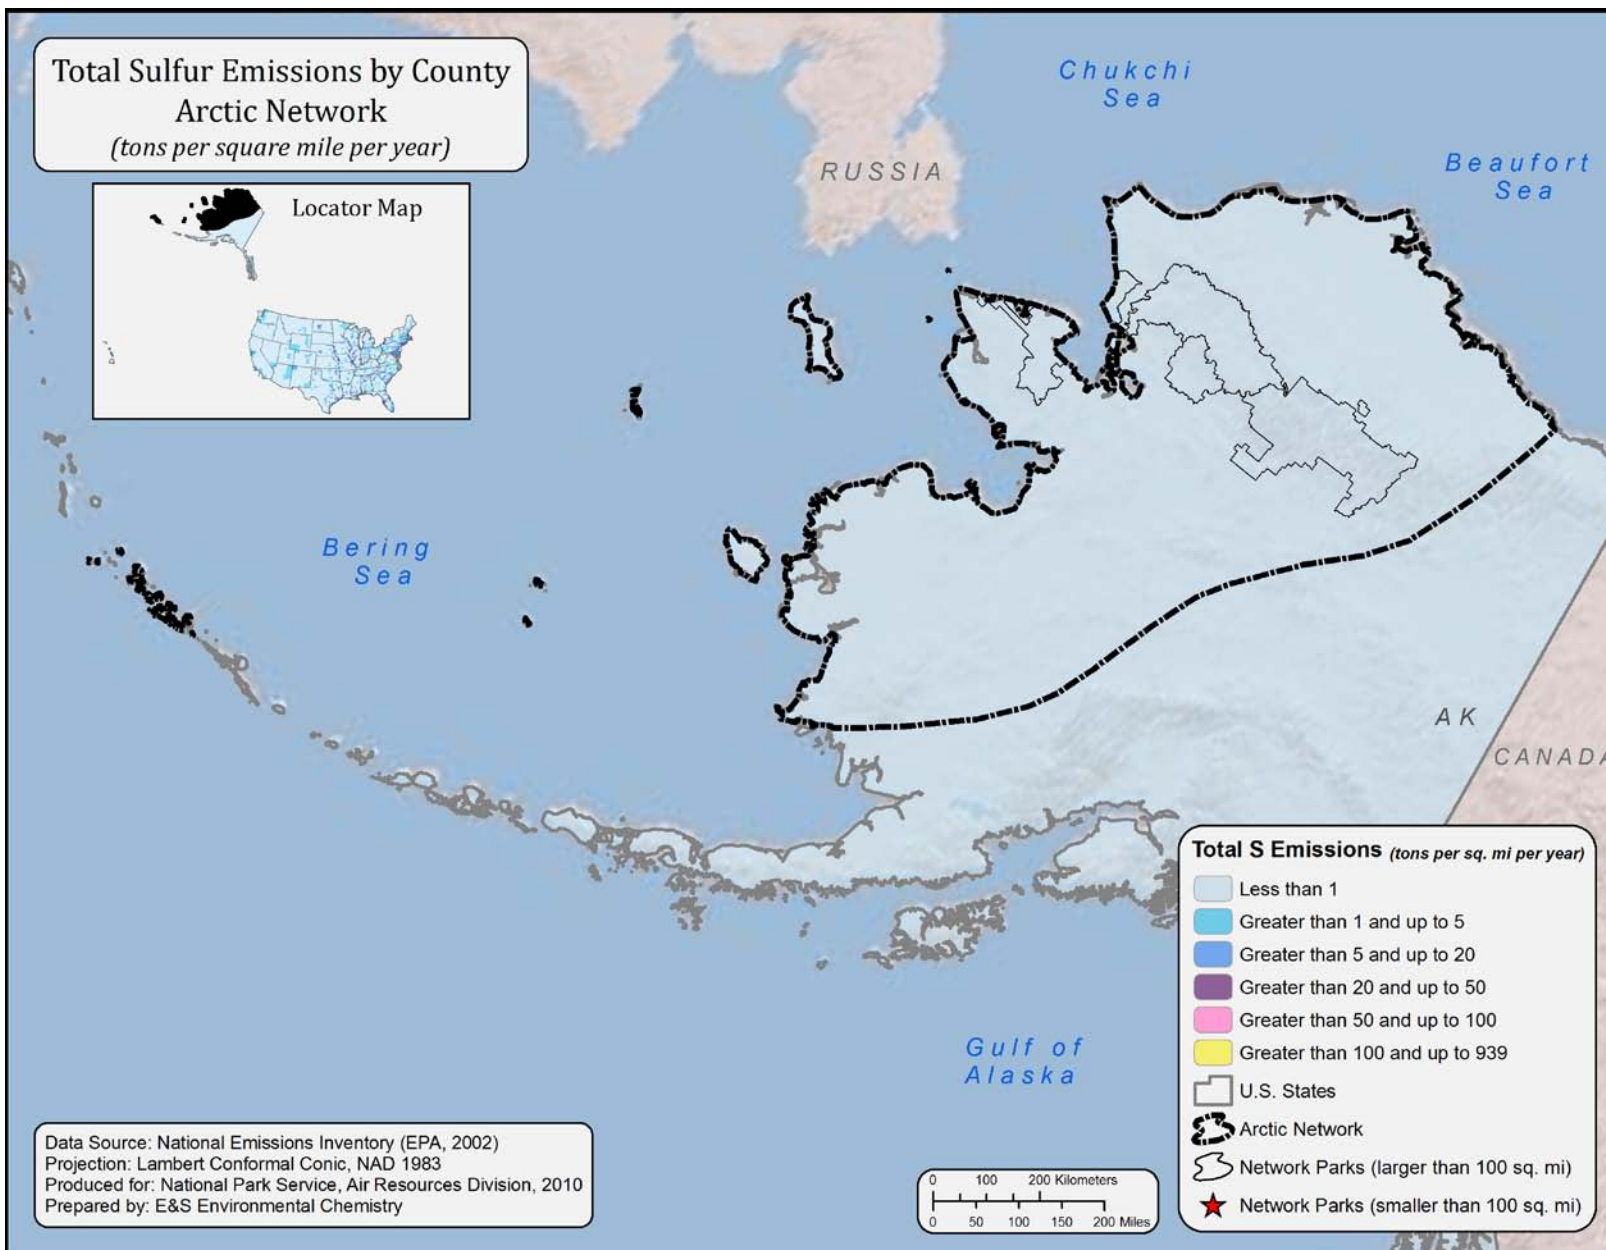 Total Sulfur Emissions by County
Arctic Network
(tons per square mile per year)
Locator Map
Chukchi
Sea
Beaufort
Sea
RUSSIA
Bering
Sea
AK
CANADA
Gulf of
Alaska
Total S Emissions (tons per sq. mi per year)
Less than 1
Greater than 1 and up to 5
Greater than 5 and up to 20
Greater than 20 and up to 50
Greater than 50 and up to 100
Greater than 100 and up to 939
U.S. States
Arctic Network
Network Parks (larger than 100 sq. mi)
Network Parks (smaller than 100 sq. mi)
Data Source: National Emissions Inventory (EPA, 2002)
Projection: Lambert Conformal Conic, NAD 1983
Produced for: National Park Service, Air Resources Division, 2010
Prepared by: E&S Environmental Chemistry
0 100 200 Kilometers
0 50 100 150 200 Miles